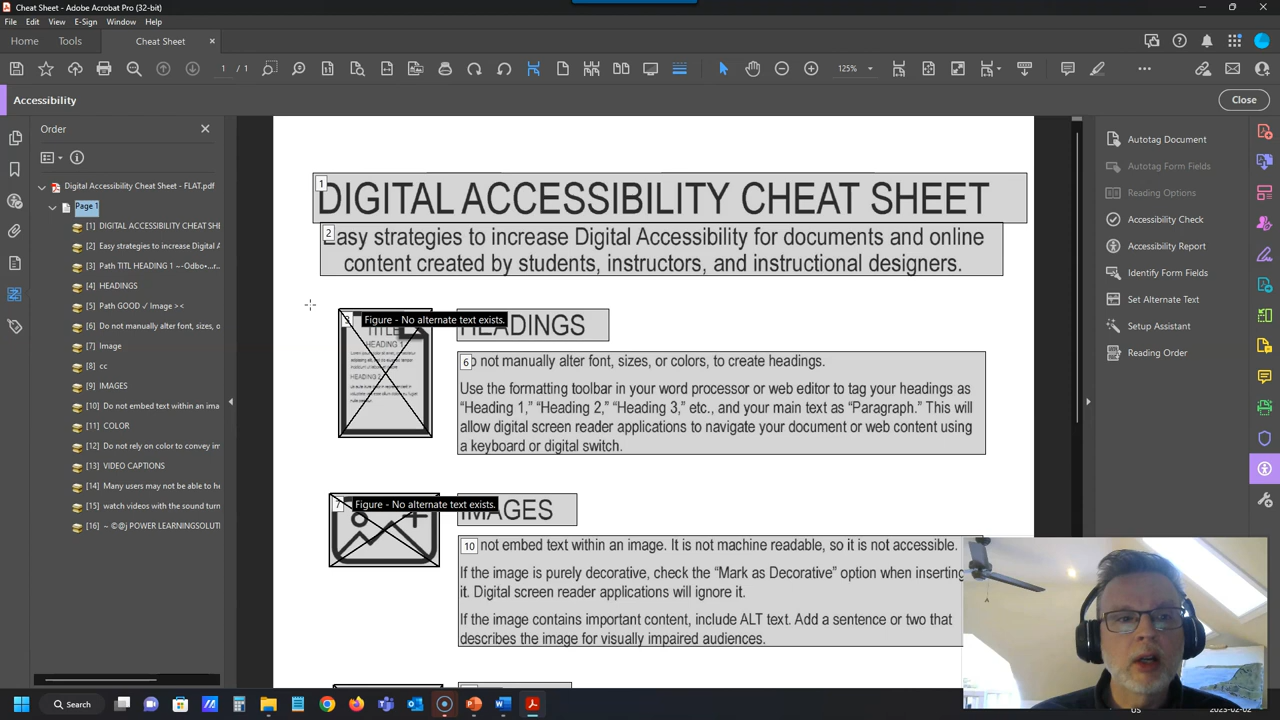 Cheat Sheet - Adobe Acrobat Pro (32-bit)
File Edit View E-Sign Window Help
Home Tools Cheat Sheet ×
1 / 1 125%
Accessibility Close
Order
Digital Accessibility Cheat Sheet - FLAT.pdf
Page 1
[1] DIGITAL ACCESSIBILITY CHEAT SHE
[2] Easy strategies to increase Digital A
[3] Path TITL HEADING 1 ~-Odbo•...r...
[4] HEADINGS
[5] Path GOOD ✓ Image ><
[6] Do not manually alter font, sizes, o
[7] Image
[8] cc
[9] IMAGES
[10] Do not embed text within an ima
[11] COLOR
[12] Do not rely on color to convey im
[13] VIDEO CAPTIONS
[14] Many users may not be able to he
[15] watch videos with the sound turn
[16] ~ ©@j POWER LEARNINGSOLUTI
1
DIGITAL ACCESSIBILITY CHEAT SHEET
2
Easy strategies to increase Digital Accessibility for documents and online
content created by students, instructors, and instructional designers.
3
Figure - No alternate text exists.
TITLE
HEADING 1
HEADING 2
HEADINGS
6
Do not manually alter font, sizes, or colors, to create headings.
Use the formatting toolbar in your word processor or web editor to tag your headings as
“Heading 1,” “Heading 2,” “Heading 3,” etc., and your main text as “Paragraph.” This will
allow digital screen reader applications to navigate your document or web content using
a keyboard or digital switch.
7
Figure - No alternate text exists.
IMAGES
10
not embed text within an image. It is not machine readable, so it is not accessible.
If the image is purely decorative, check the “Mark as Decorative” option when inserting
it. Digital screen reader applications will ignore it.
If the image contains important content, include ALT text. Add a sentence or two that
describes the image for visually impaired audiences.
Autotag Document
Autotag Form Fields
Reading Options
Accessibility Check
Accessibility Report
Identify Form Fields
Set Alternate Text
Setup Assistant
Reading Order
Search
US
2023-02-02